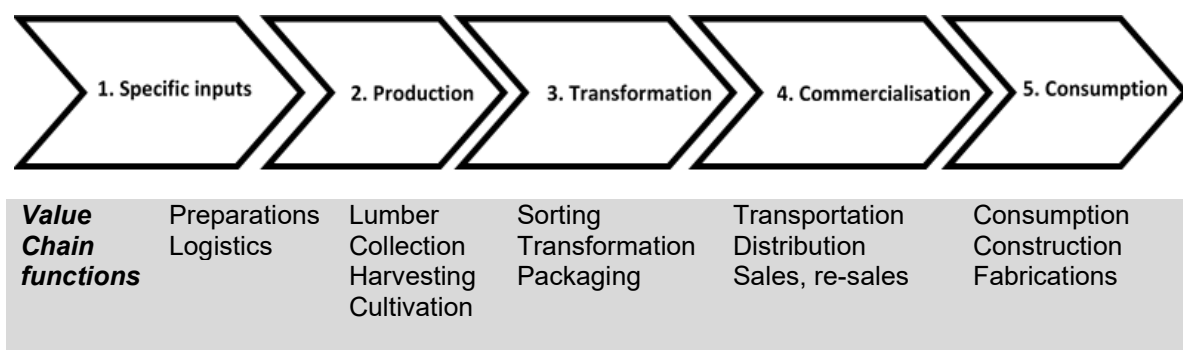 1. Specific inputs
2. Production
3. Transformation
4. Commercialisation
5. Consumption
Value Preparations Lumber Sorting Transportation Consumption
Chain Logistics Collection Transformation Distribution Construction
functions Harvesting Packaging Sales, re-sales Fabrications
Cultivation